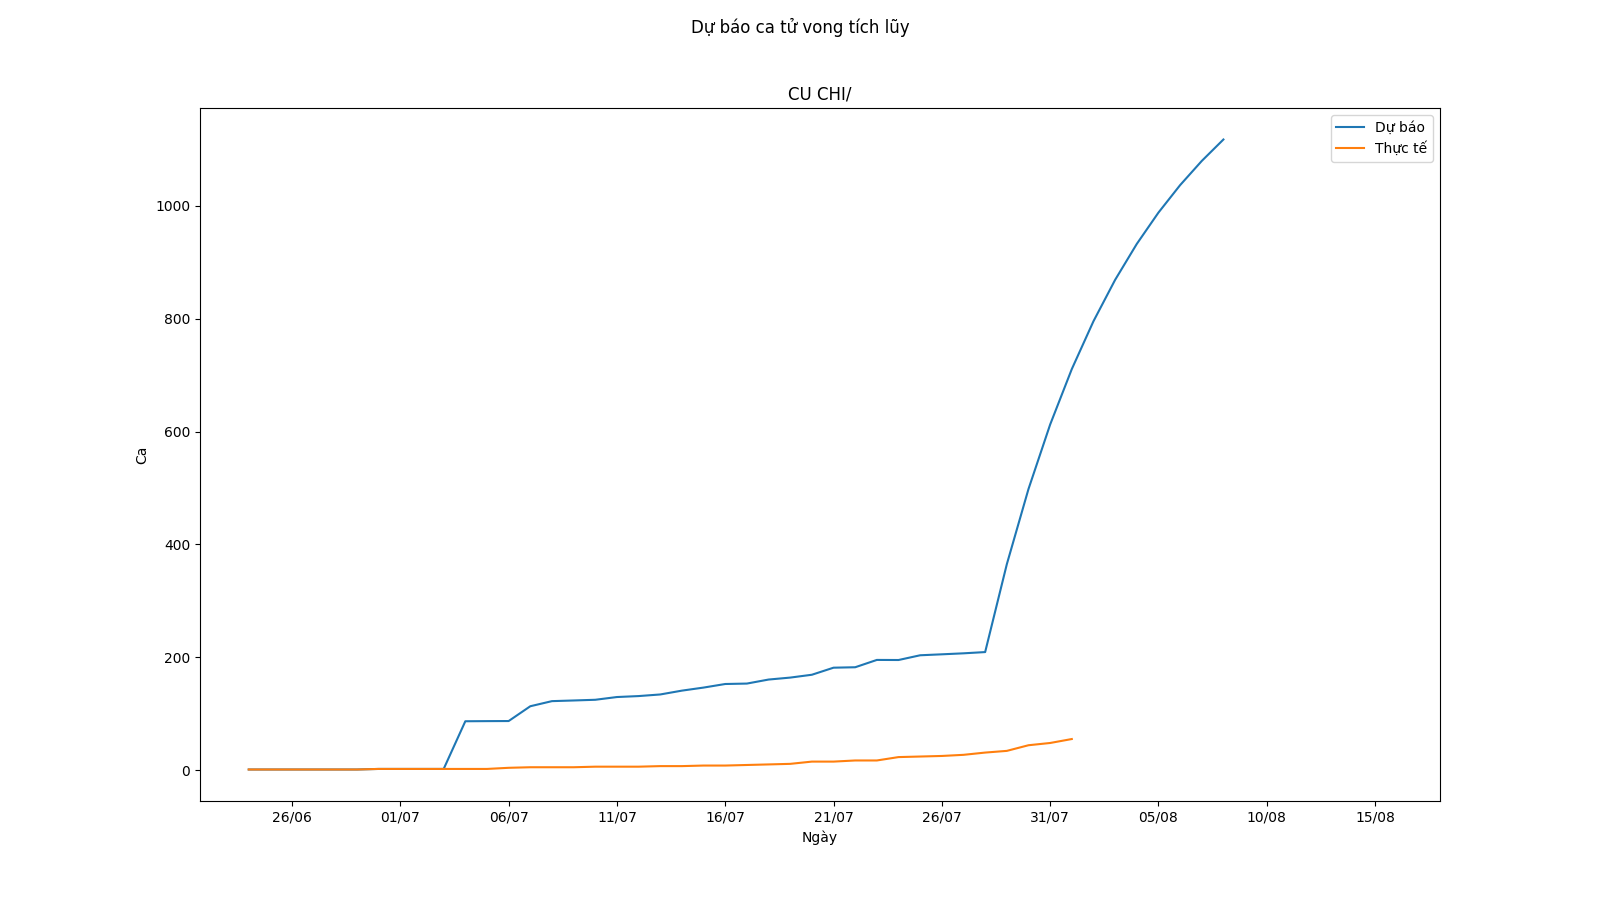 Dự báo ca tử vong tích lũy
CU CHI/
Dự báo
Thực tế
Ca
1000
800
600
400
200
0
26/06
01/07
06/07
11/07
16/07
21/07
26/07
31/07
05/08
10/08
15/08
Ngày